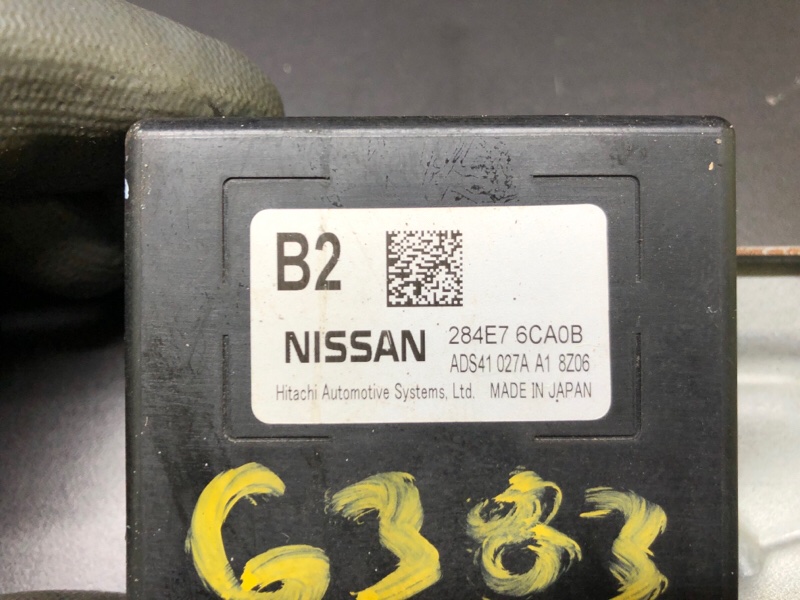 B2
NISSAN 284E7 6CA0B
ADS41 027A A1 8Z06
Hitachi Automotive Systems, Ltd. MADE IN JAPAN
G383